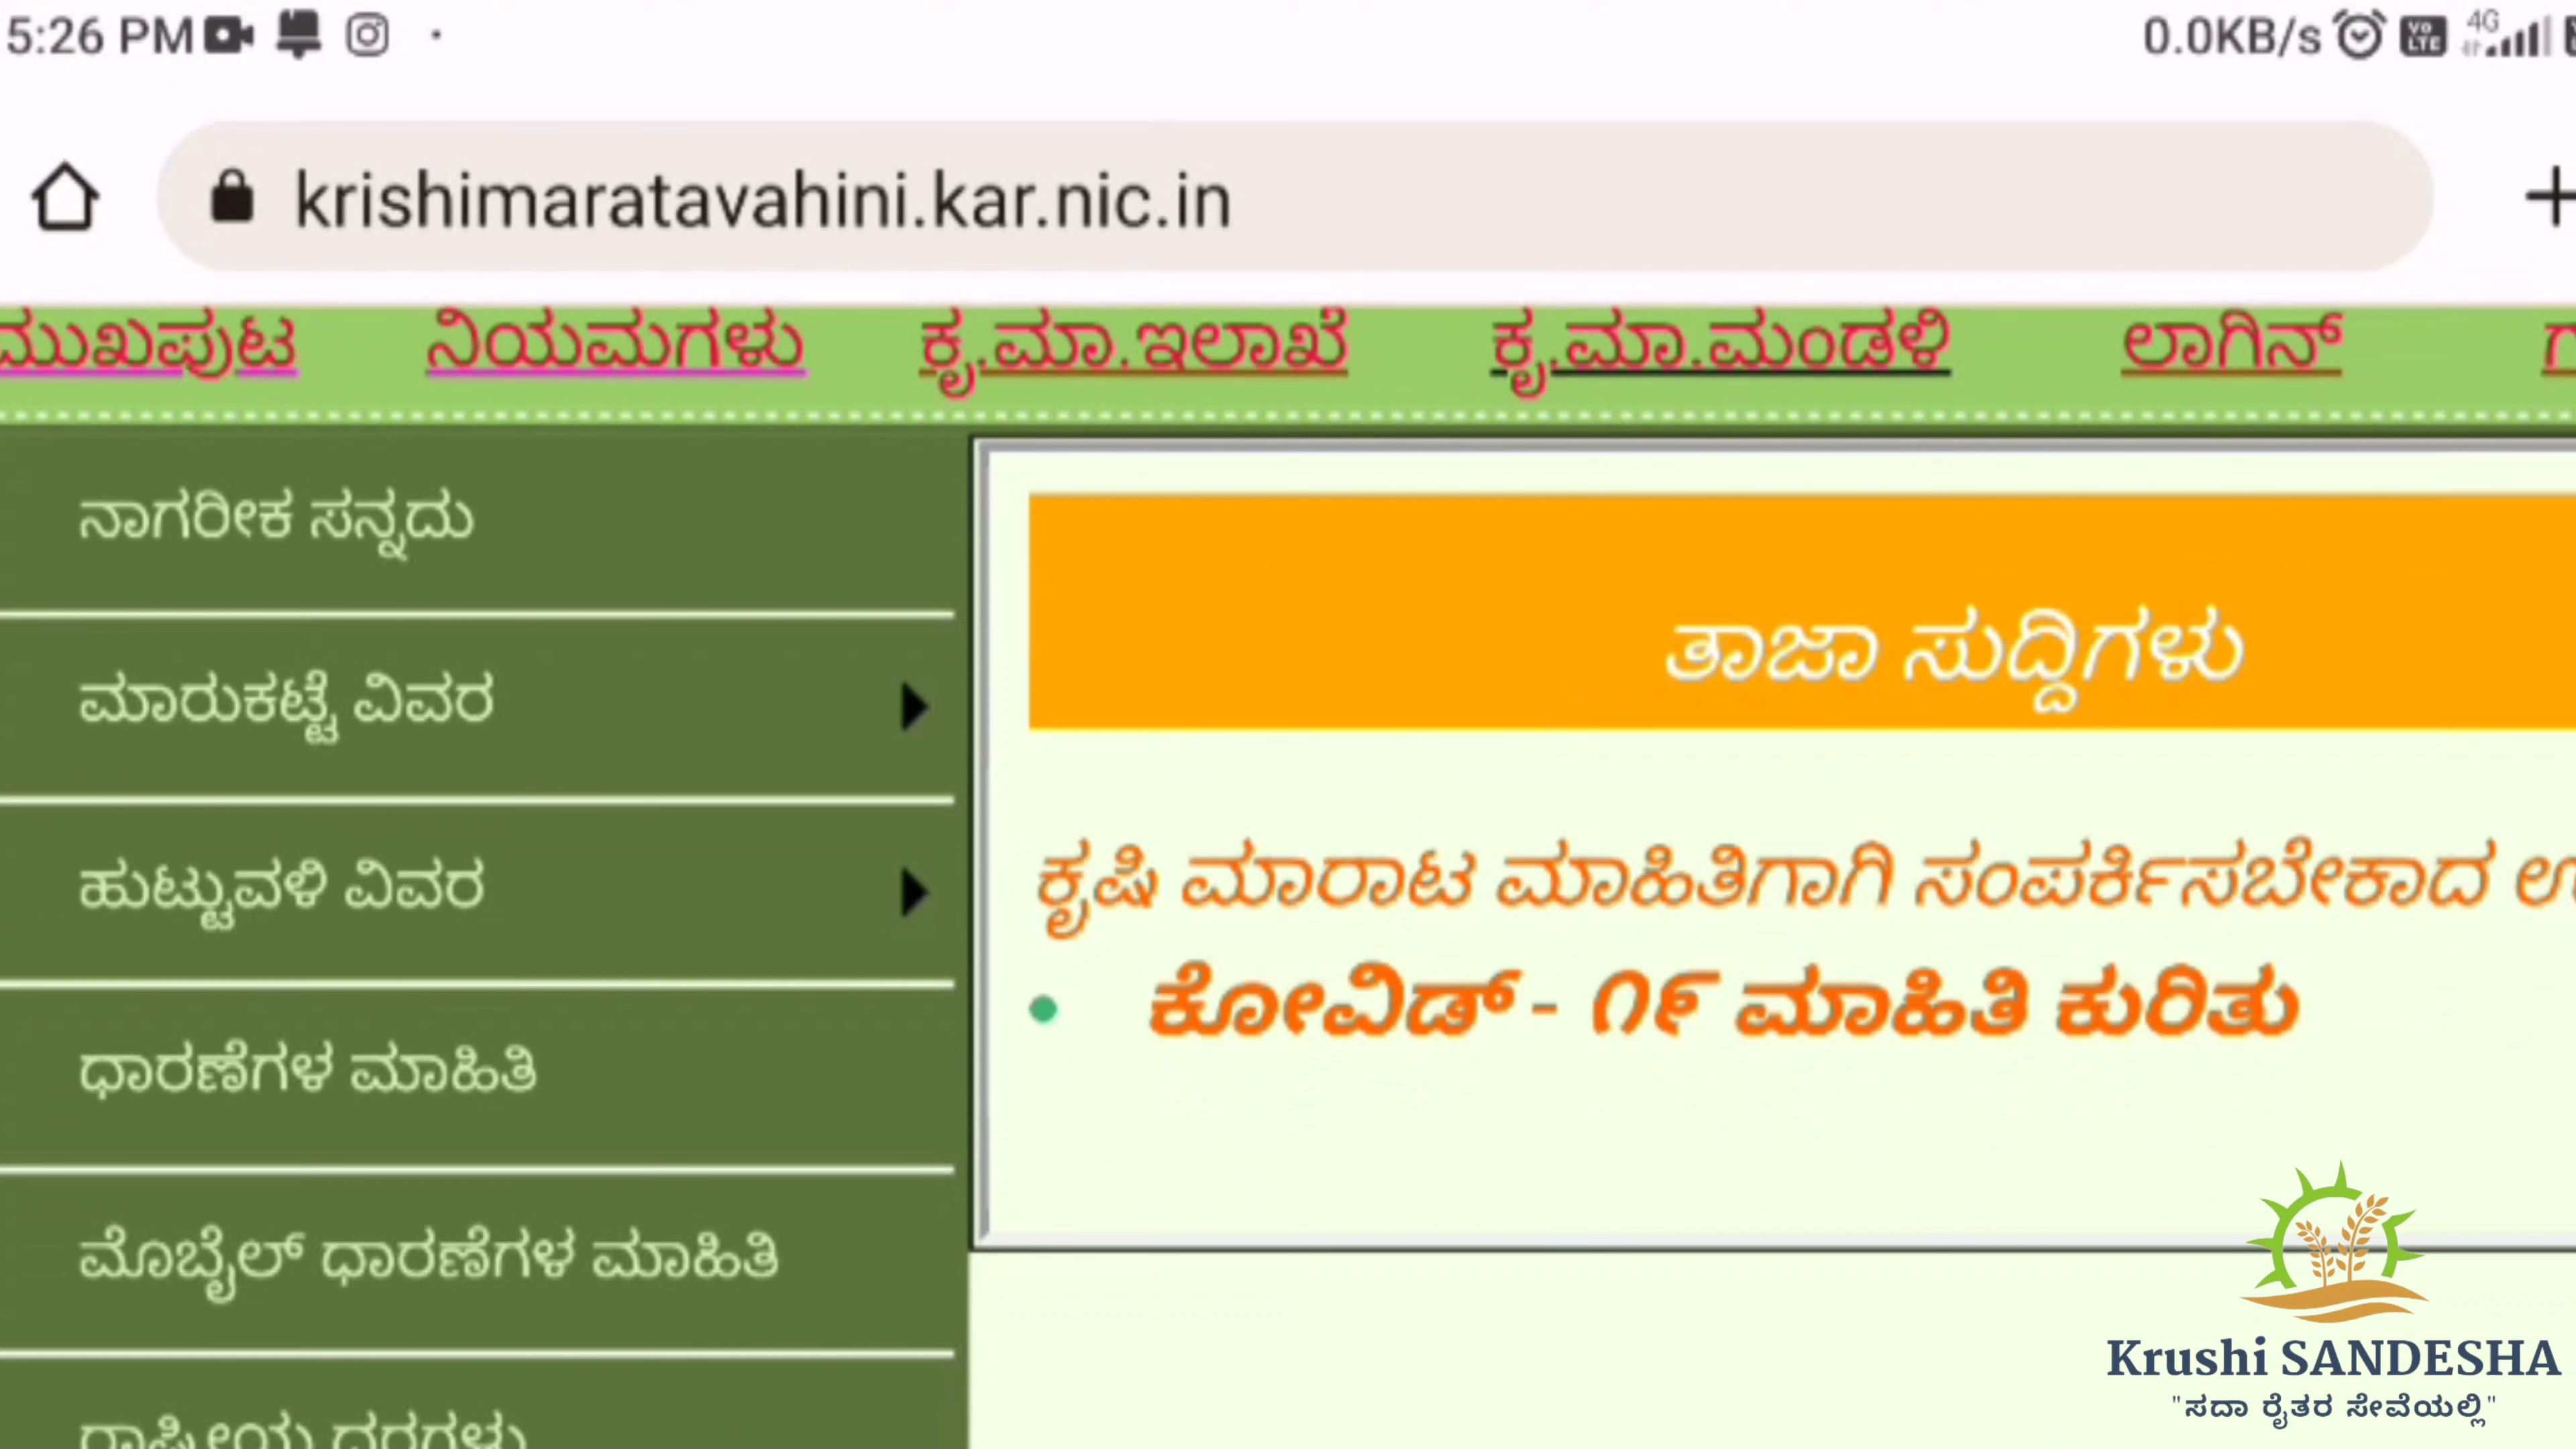 5:26 PM
0.0KB/s
4G
krishimaratavahini.kar.nic.in
ಮುಖಪುಟ ನಿಯಮಗಳು ಕೃ.ಮಾ.ಇಲಾಖೆ ಕೃ.ಮಾ.ಮಂಡಳಿ ಲಾಗಿನ್
ನಾಗರೀಕ ಸನ್ನದು
ಮಾರುಕಟ್ಟೆ ವಿವರ
ಹುಟ್ಟುವಳಿ ವಿವರ
ಧಾರಣೆಗಳ ಮಾಹಿತಿ
ಮೊಬೈಲ್ ಧಾರಣೆಗಳ ಮಾಹಿತಿ
ತಾಜಾ ಸುದ್ದಿಗಳು
ಕೃಷಿ ಮಾರಾಟ ಮಾಹಿತಿಗಾಗಿ ಸಂಪರ್ಕಿಸಬೇಕಾದ
ಕೋವಿಡ್ - ೧೯ ಮಾಹಿತಿ ಕುರಿತು
Krushi SANDESHA
"ಸದಾ ರೈತರ ಸೇವೆಯಲ್ಲಿ"